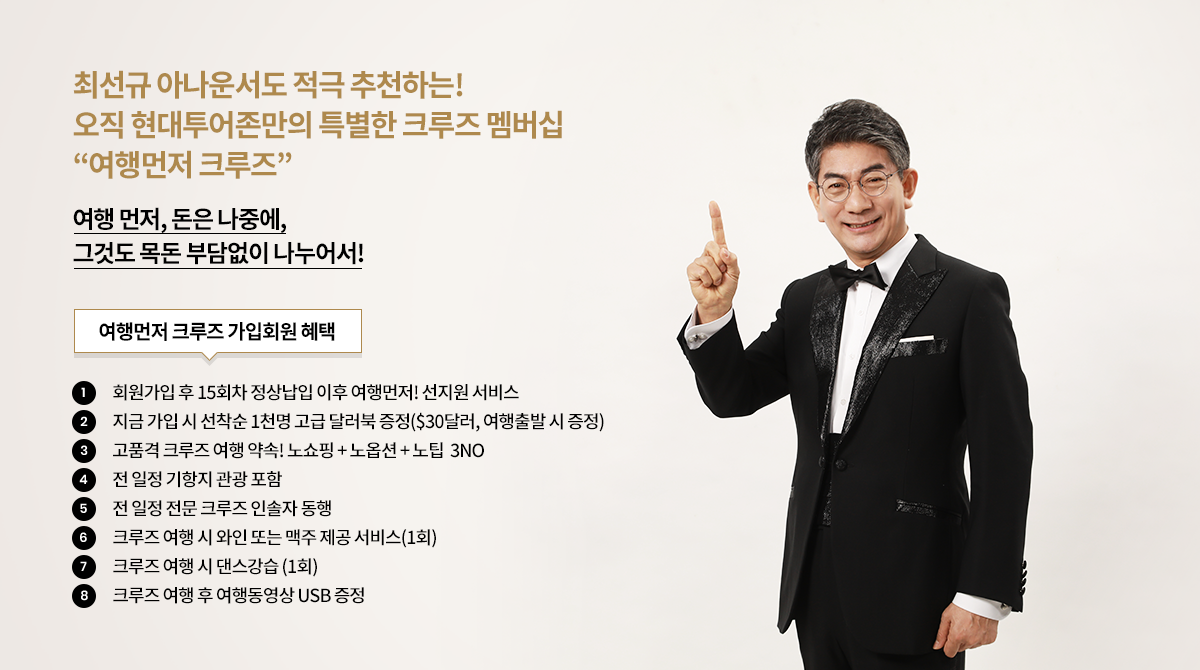 최선규 아나운서도 적극 추천하는!
오직 현대투어존만의 특별한 크루즈 멤버십
“여행먼저 크루즈”
여행 먼저, 돈은 나중에,
그것도 목돈 부담없이 나누어서!
여행먼저 크루즈 가입회원 혜택
1 회원가입 후 15회차 정상납입 이후 여행먼저! 선지원 서비스
2 지금 가입 시 선착순 1천명 고급 달러북 증정($30달러, 여행출발 시 증정)
3 고품격 크루즈 여행 약속! 노쇼핑 + 노옵션 + 노팁 3NO
4 전 일정 기항지 관광 포함
5 전 일정 전문 크루즈 인솔자 동행
6 크루즈 여행 시 와인 또는 맥주 제공 서비스(1회)
7 크루즈 여행 시 댄스강습 (1회)
8 크루즈 여행 후 여행동영상 USB 증정